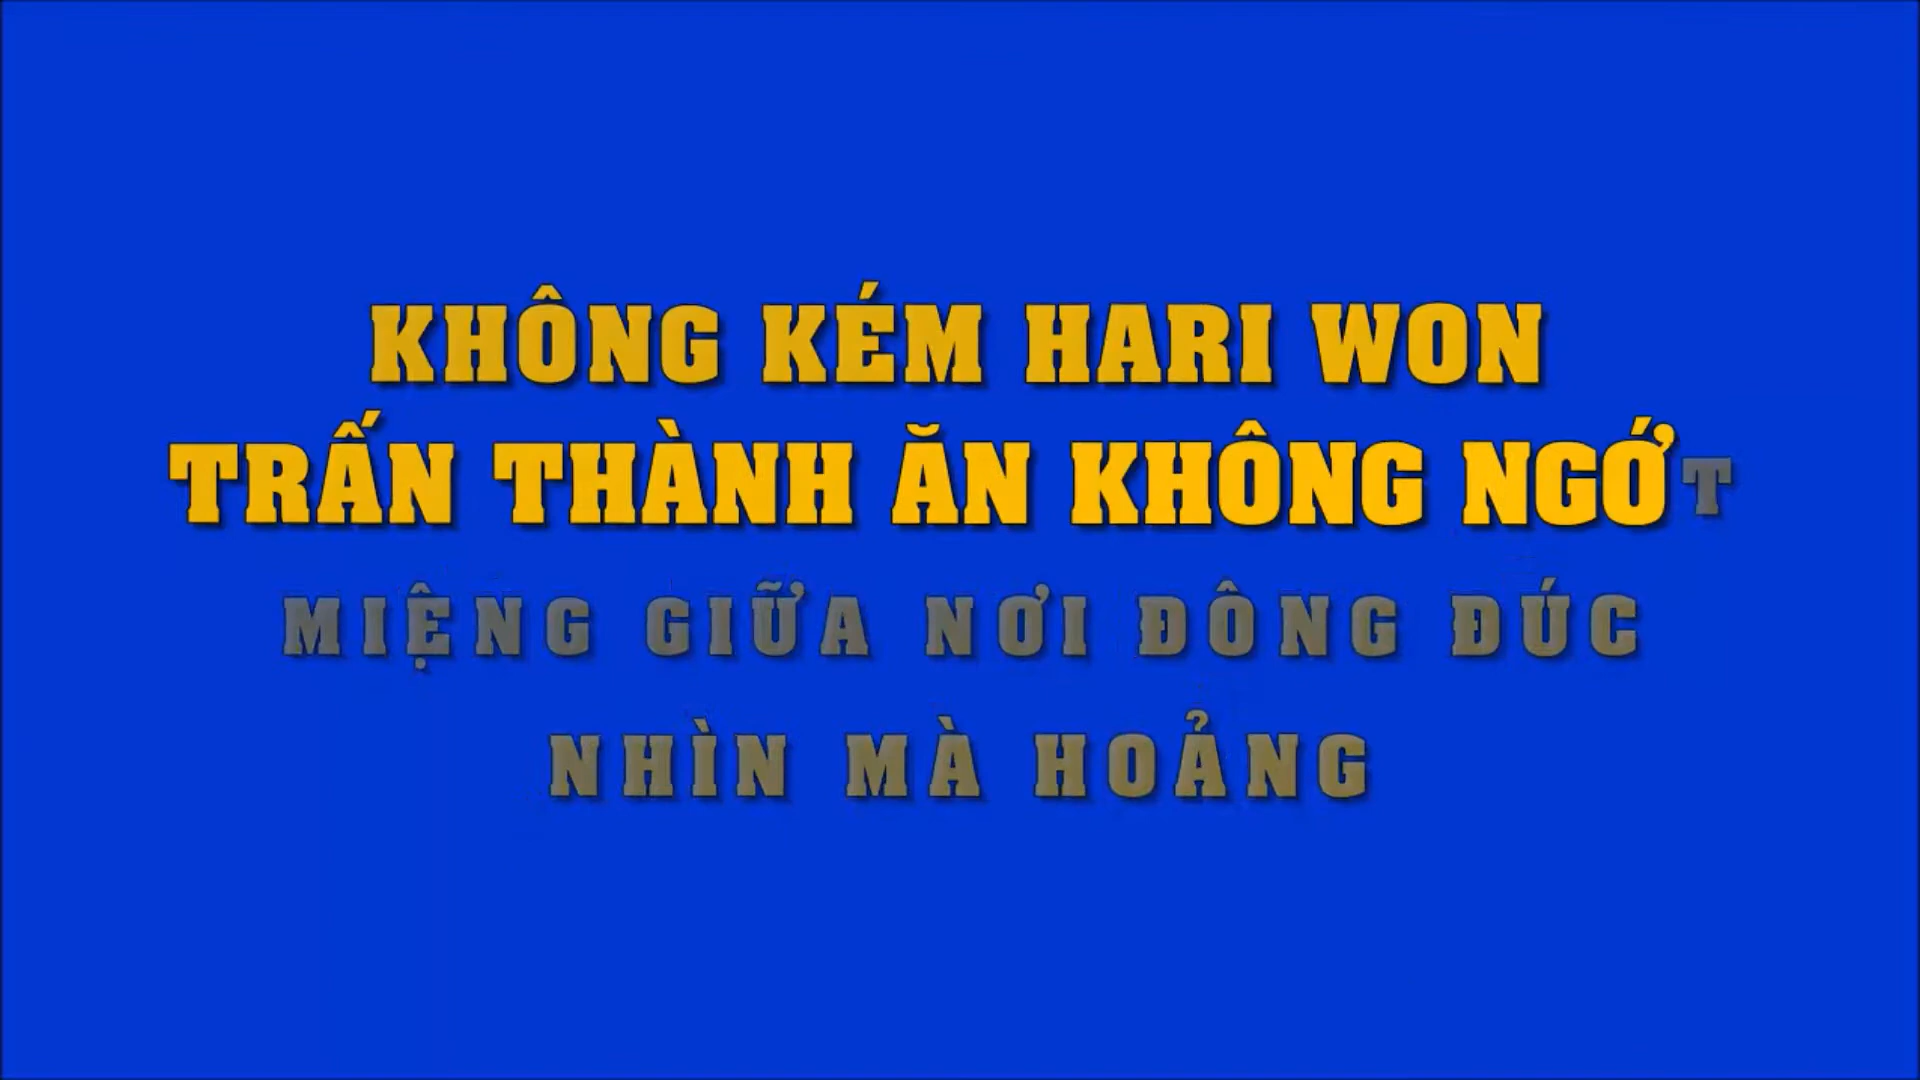 KHÔNG KÉM HARI WON
TRẤN THÀNH ĂN KHÔNG NGỚT
MIỆNG GIỮA NƠI ĐÔNG ĐÚC
NHÌN MÀ HOẢNG